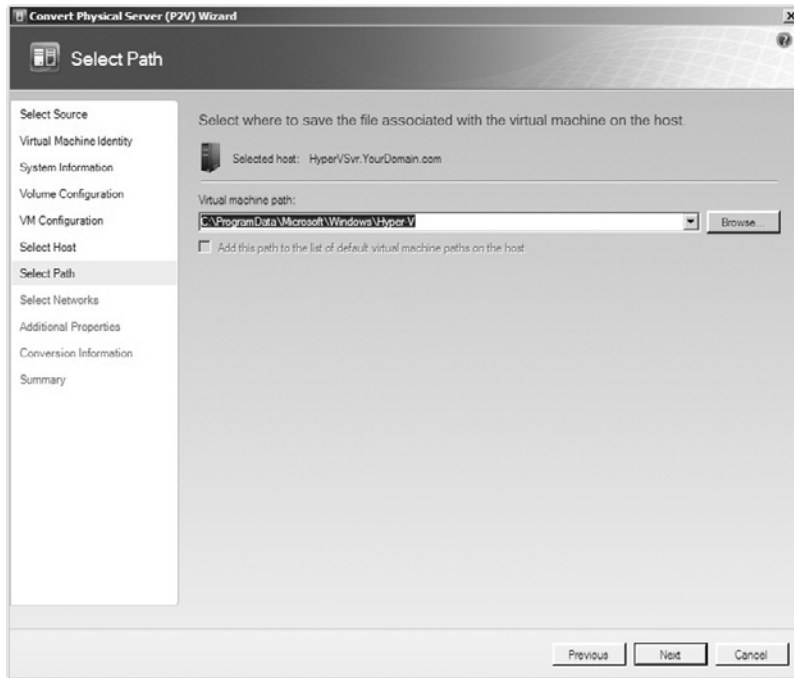 Convert Physical Server (P2V) Wizard
Select Path
Select Source
Virtual Machine Identity
System Information
Volume Configuration
VM Configuration
Select Host
Select Path
Select Networks
Additional Properties
Conversion Information
Summary
Select where to save the file associated with the virtual machine on the host.
Selected host: HyperVSvr.YourDomain.com
Virtual machine path:
C:\ProgramData\Microsoft\Windows\Hyper-V
Browse...
Add this path to the list of default virtual machine paths on the host
Previous
Next
Cancel